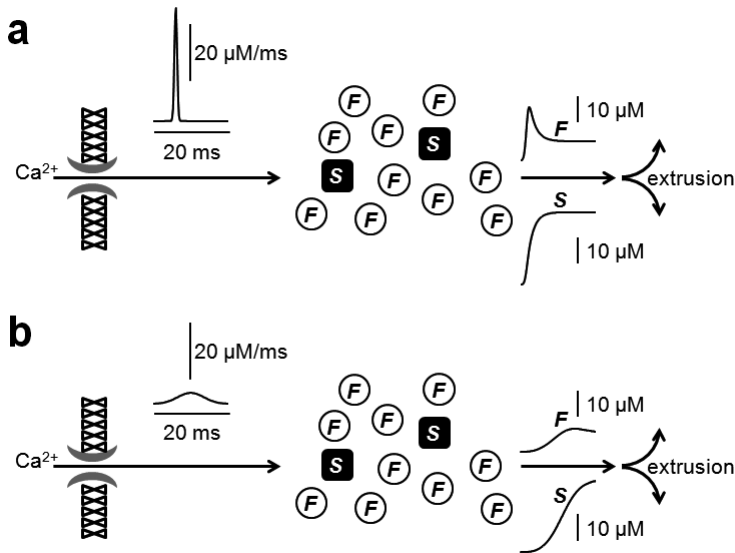 a
20 µM/ms
20 ms
Ca²⁺
F F
F F S
S F F
F
F F F
10 µM
F
extrusion
S
10 µM
b
20 µM/ms
20 ms
Ca²⁺
F F
F F S
S F F
F
F F F
10 µM
F
extrusion
S
10 µM